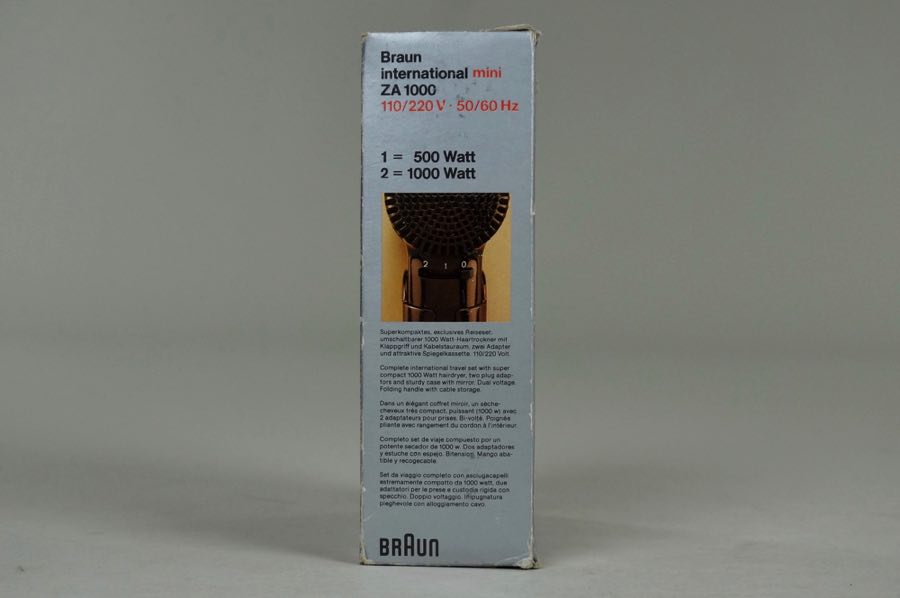 Braun
international mini
ZA 1000
110/220 V · 50/60 Hz
1 = 500 Watt
2 = 1000 Watt
2 1 0
Superkompaktes, exclusives Reiseset:
umschaltbarer 1000 Watt-Haartrockner mit
Klappgriff und Kabelstauraum, zwei Adapter
und attraktive Spiegelkassette. 110/220 Volt.
Complete international travel set with super
compact 1000 Watt hairdryer, two plug adap-
tors and sturdy case with mirror. Dual voltage.
Folding handle with cable storage.
Dans un élégant coffret miroir, un sèche-
cheveux très compact, puissant (1000 w) avec
2 adaptateurs pour prises. Bi-volté. Poignée
pliante avec rangement du cordon à l'intérieur.
Completo set de viaje compuesto por un
potente secador de 1000 w. Dos adaptadores
y estuche con espejo. Bitension. Mango aba-
tible y recogecable.
Set da viaggio completo con asciugacapelli
estremamente compatto da 1000 watt, due
adattatori per le prese e custodia rigida con
specchio. Doppio voltaggio. Impugnatura
pieghevole con alloggiamento cavo.
BRAUN